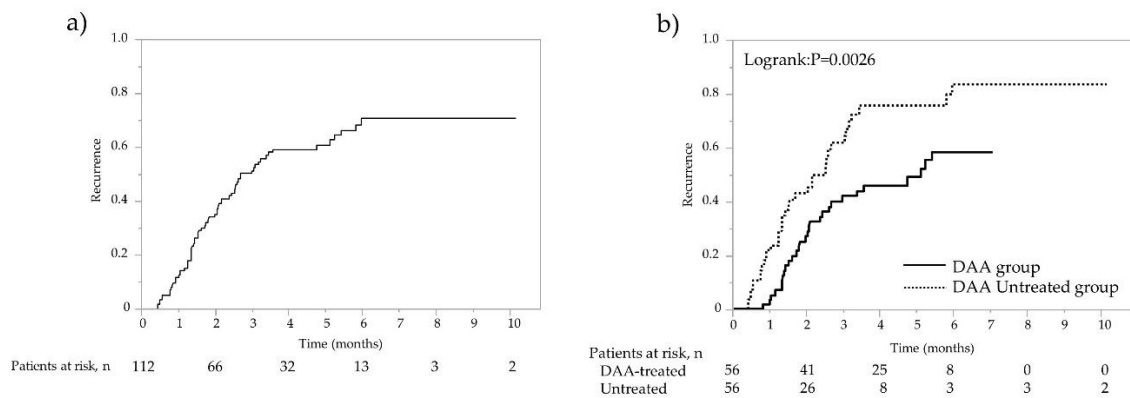 a)
1.0
0.8
0.6
0.4
0.2
0
Recurrence
0 1 2 3 4 5 6 7 8 9 10
Time (months)
Patients at risk, n 112 66 32 13 3 2
b)
Logrank:P=0.0026
1.0
0.8
0.6
0.4
0.2
0
Recurrence
DAA group
DAA Untreated group
0 1 2 3 4 5 6 7 8 9 10
Time (months)
Patients at risk, n
DAA-treated 56 41 25 8 0 0
Untreated 56 26 8 3 3 2